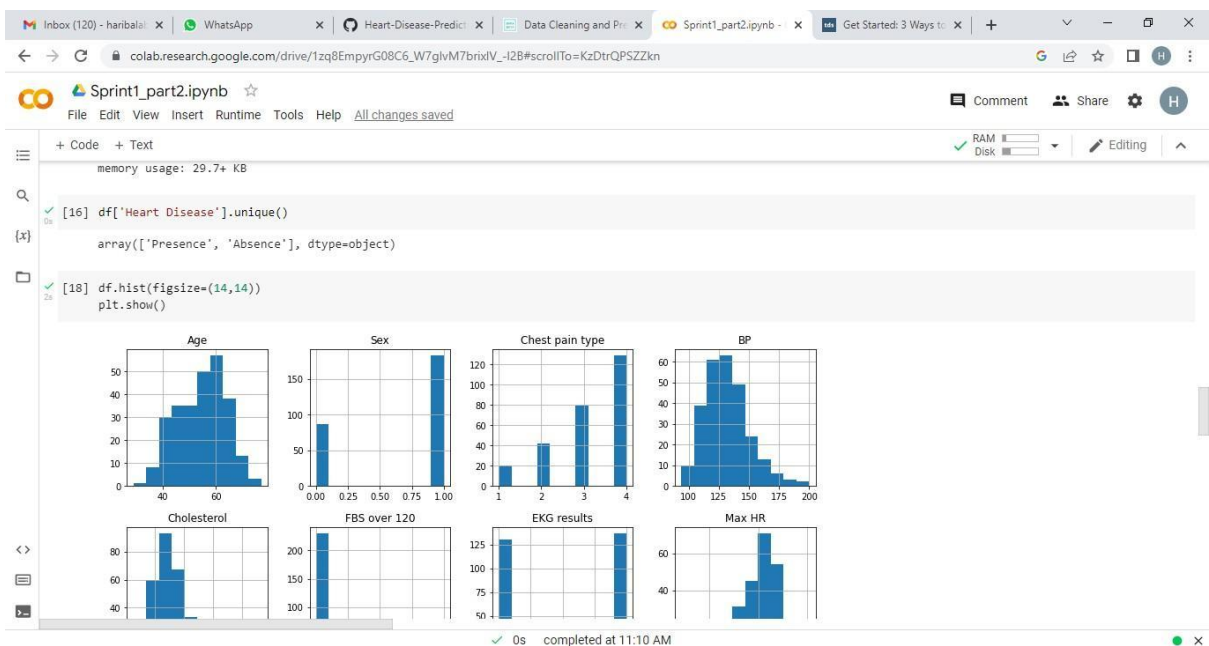 Inbox (120) - haribala
WhatsApp
Heart-Disease-Predict
Data Cleaning and Pre
Sprint1_part2.ipynb -
tds
Get Started: 3 Ways to
colab.research.google.com/drive/1zq8EmpyrG08C6_W7glvM7brixlV_-I2B#scrollTo=KzDtrQPSZZkn
H
CO
Sprint1_part2.ipynb
File Edit View Insert Runtime Tools Help All changes saved
Comment
Share
H
+ Code + Text
RAM
Disk
Editing
memory usage: 29.7+ KB
[16] df['Heart Disease'].unique()
0s
{x}
array(['Presence', 'Absence'], dtype=object)
[18] df.hist(figsize=(14,14))
2s
plt.show()
Age
50
40
30
20
10
0
40 60
Sex
150
100
50
0
0.00 0.25 0.50 0.75 1.00
Chest pain type
120
100
80
60
40
20
0
1 2 3 4
BP
60
50
40
30
20
10
0
100 125 150 175 200
Cholesterol
80
60
40
FBS over 120
200
150
100
EKG results
125
100
75
50
Max HR
60
40
0s completed at 11:10 AM